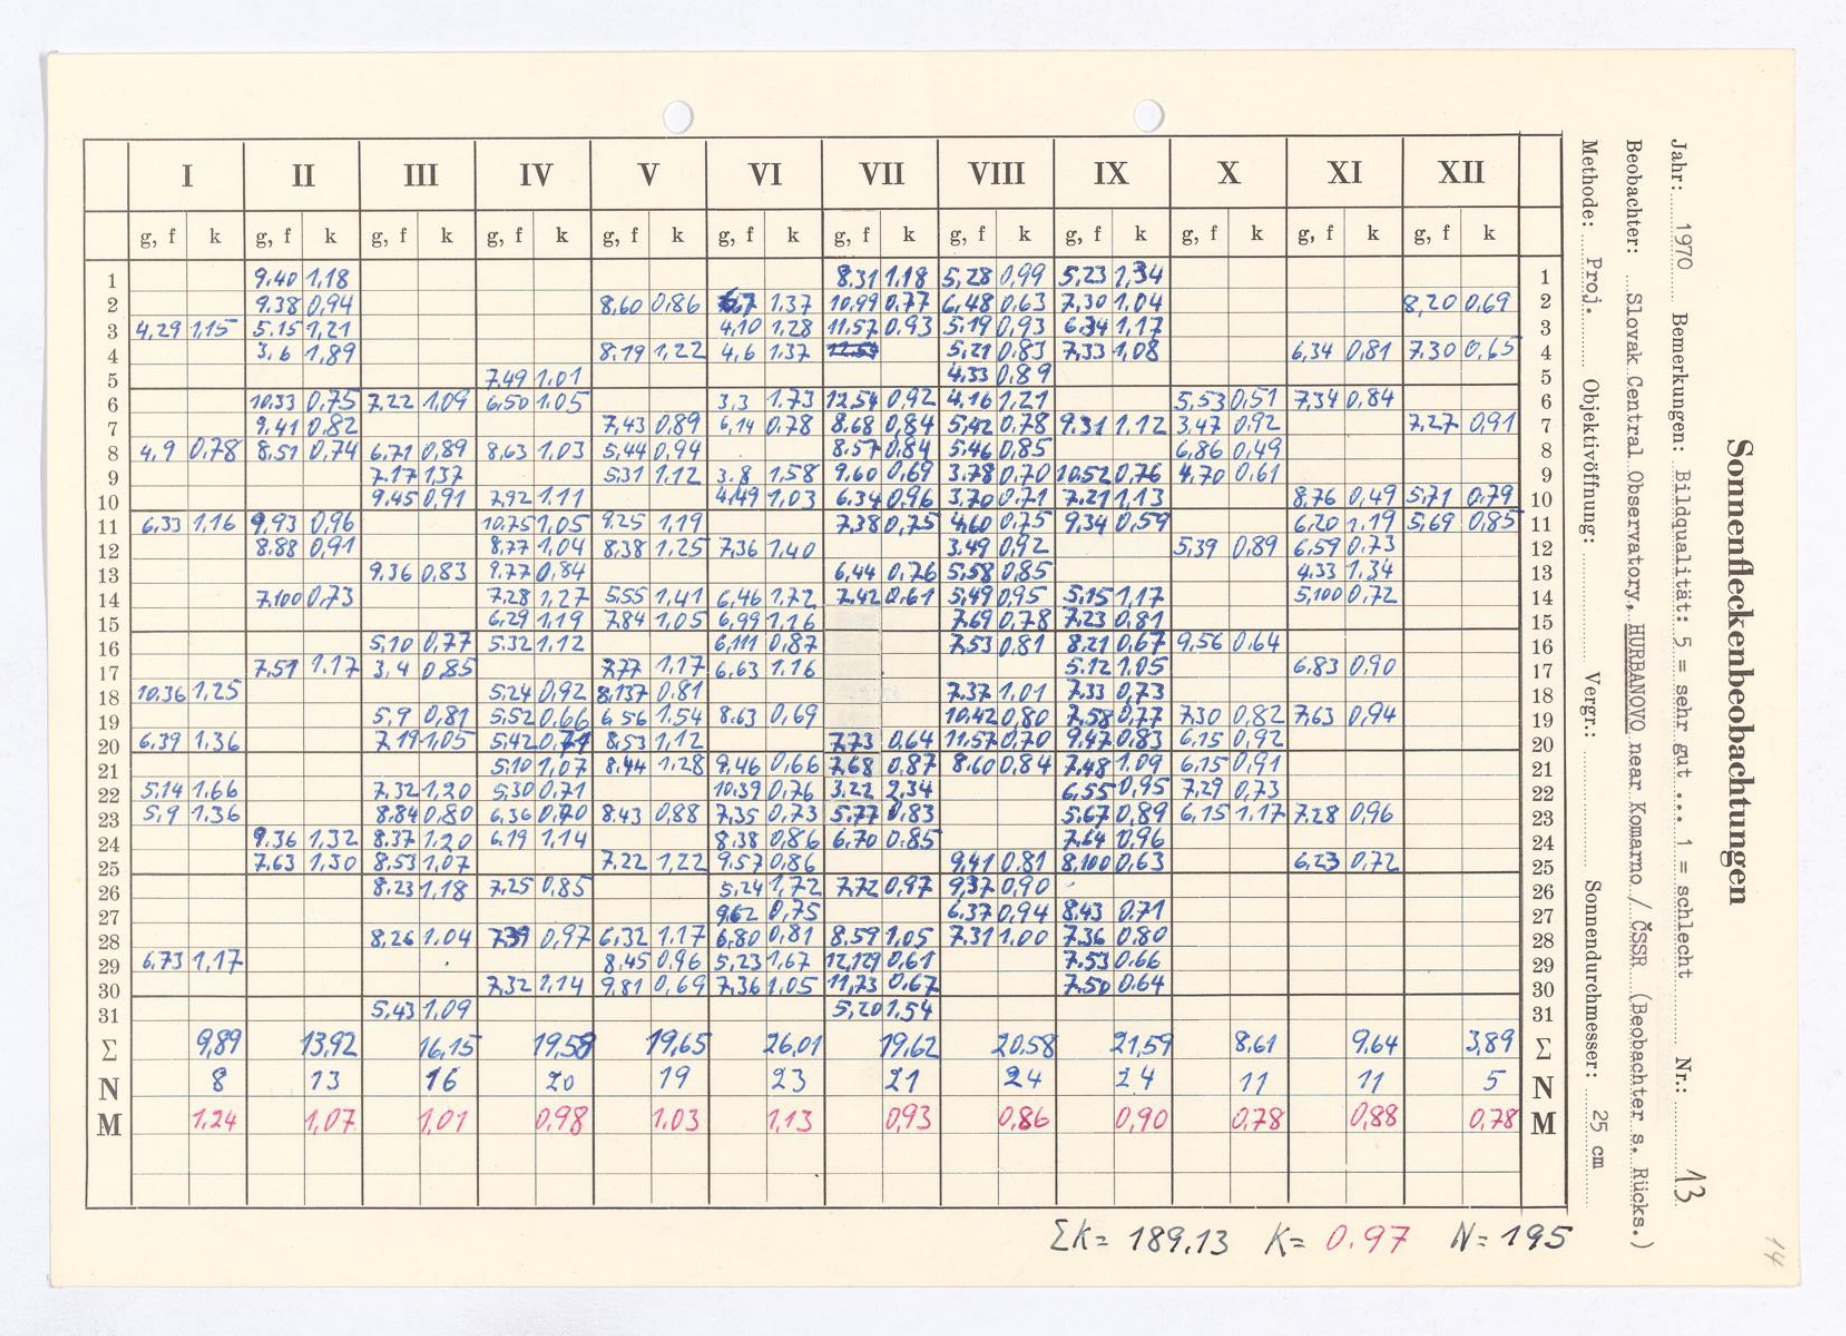 I II III IV V VI VII VIII IX X XI XII
g, f k g, f k g, f k g, f k g, f k g, f k g, f k g, f k g, f k g, f k g, f k g, f k
1 9.40 1,18 8.31 1.18 5,28 0,99 5,23 1,34 1
2 9.38 0,94 8,60 0,86 1.37 10.99 0.77 6,48 0.63 7,30 1.04 8,20 0,69 2
3 4,29 1,15 5.15 1,21 4,10 1,28 11.57 0.93 5.19 0,93 6.34 1,17 3
4 3.6 1,89 8.19 1,22 4,6 1.37 5,21 0.83 7,33 1,08 6,34 0,81 7.30 0,65 4
5 7.49 1.01 4.33 0.89 5
6 10.33 0,75 7,22 1,09 6,50 1.05 3,3 1.73 12,54 0,92 4.16 1,21 5,53 0,51 7,34 0,84 6
7 9.41 0,82 7,43 0,89 6,14 0.78 8.68 0,84 5,42 0,78 9.31 1,12 3,47 0,92 7,27 0,91 7
8 4,9 0,78 8,51 0,74 6.71 0,89 8,63 1,03 5,44 0,94 8.57 0,84 5.46 0,85 6,86 0,49 8
9 7.17 1,37 5,31 1,12 3.8 1,58 9.60 0.69 3.78 0,70 10.52 0,76 4,70 0.61 9
10 9.45 0,91 7,92 1.11 4,49 1,03 6.34 0,96 3,70 0,71 7.21 1,13 8,76 0,49 5,71 0,79 10
11 6,33 1,16 9,93 0,96 10.75 1,05 9.25 1,19 7,38 0,75 4,60 0,75 9,34 0,59 6,20 1,19 5,69 0,85 11
12 8.88 0,91 8,77 1,04 8,38 1,25 7,36 1,40 3,49 0,92 5,39 0,89 6,59 0,73 12
13 9.36 0,83 9.77 0,84 6,44 0,76 5,58 0,85 4.33 1.34 13
14 7,100 0,73 7.28 1,27 5,55 1,41 6,46 1,72 7.42 0.61 5,49 0,95 5,15 1,17 5,100 0,72 14
15 6.29 1,19 7,84 1,05 6,99 1,16 7.69 0,78 7,23 0,81 15
16 5,10 0,77 5.32 1,12 6,111 0,87 7,53 0,81 8.21 0,67 9,56 0,64 16
17 7.51 1.17 3,4 0,85 7,77 1,17 6,63 1.16 5.12 1,05 6.83 0,90 17
18 10,36 1,25 5.24 0,92 8,137 0,81 7.37 1,01 7.33 0,73 18
19 5,9 0,81 5,52 0,66 6,56 1.54 8.63 0,69 10,42 0,80 7.58 0,77 7,30 0,82 7,63 0,94 19
20 6,39 1,36 7,19 1,05 5,42 0,71 8,53 1,12 7,73 0,64 11,57 0,70 9,47 0,83 6,15 0,92 20
21 5,10 1,07 8.44 1.28 9,46 0,66 7,68 0,87 8.60 0,84 7,48 1,09 6,15 0,91 21
22 5,14 1.66 7,32 1,20 5,30 0,71 10,39 0,76 3.22 2,34 6,55 0,95 7,29 0,73 22
23 5,9 1,36 8.84 0,80 6,36 0,70 8.43 0,88 7,35 0,73 5,77 0,83 5.67 0,89 6,15 1,17 7.28 0,96 23
24 9.36 1,32 8.37 1,20 6.19 1,14 8.38 0,86 6,70 0.85 7,64 0,96 24
25 7.63 1,30 8.53 1,07 7.22 1,22 9.57 0,86 9,41 0,81 8,100 0,63 6,23 0,72 25
26 8.23 1,18 7,25 0,85 5,24 1,72 7,72 0,97 9,37 0,90 26
27 9,62 0,75 6.37 0,94 8,43 0.71 27
28 8,26 1.04 7,39 0,97 6.32 1.17 6,80 0,81 8.59 1,05 7.31 1.00 7.36 0,80 28
29 6.73 1,17 8,45 0,96 5,23 1,67 12,129 0,61 7.53 0.66 29
30 7,32 1,14 9.81 0,69 7,36 1.05 11,73 0,67 7,50 0.64 30
31 5,43 1,09 5,20 1.54 31
Σ 9,89 13,92 16,15 19,58 19,65 26,01 19,62 20.58 21,59 8,61 9,64 3,89 Σ
N 8 13 16 20 19 23 21 24 24 11 11 5 N
M 1.24 1,07 1,01 0,98 1.03 1,13 0,93 0,86 0,90 0,78 0,88 0,78 M
Σk= 189.13 K= 0.97 N= 195
Sonnenfleckenbeobachtungen
Jahr: 1970 Bemerkungen: Bildqualität: 5 = sehr gut ... 1 = schlecht Nr.: 13
Beobachter: Slovak Central Observatory, HURBANOVO near Komarno / ČSSR (Beobachter s. Rücks.)
Methode: Proj. Objektivöffnung: Vergr.: Sonnendurchmesser: 25 cm
14